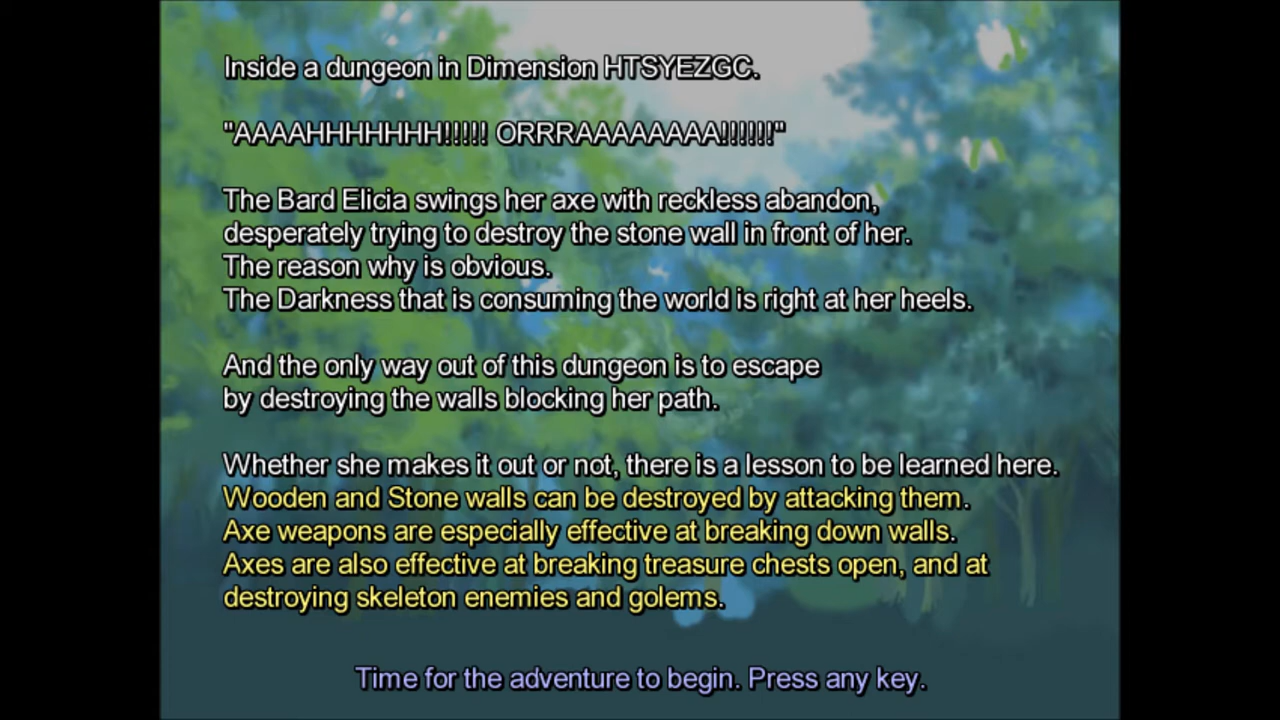 Inside a dungeon in Dimension HTSYEZGC.
"AAAAHHHHHHH!!!!! ORRRAAAAAAAA!!!!!!"
The Bard Elicia swings her axe with reckless abandon,
desperately trying to destroy the stone wall in front of her.
The reason why is obvious.
The Darkness that is consuming the world is right at her heels.
And the only way out of this dungeon is to escape
by destroying the walls blocking her path.
Whether she makes it out or not, there is a lesson to be learned here.
Wooden and Stone walls can be destroyed by attacking them.
Axe weapons are especially effective at breaking down walls.
Axes are also effective at breaking treasure chests open, and at
destroying skeleton enemies and golems.
Time for the adventure to begin. Press any key.